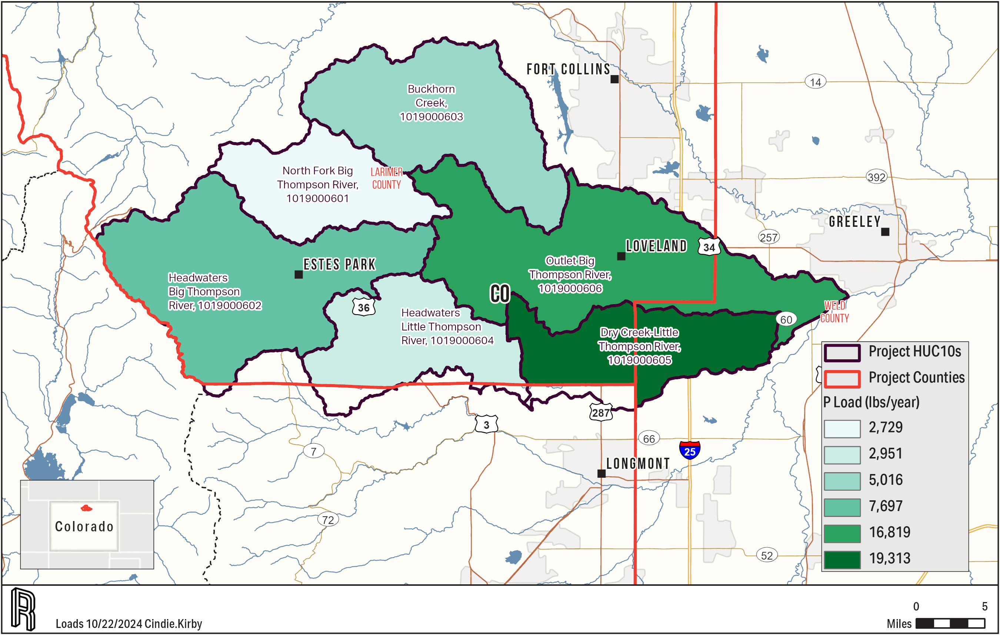 FORT COLLINS
14
Buckhorn
Creek,
1019000603
North Fork Big
Thompson River,
1019000601
LARIMER
COUNTY
392
GREELEY
257
34
LOVELAND
ESTES PARK
Outlet Big
Thompson River,
1019000606
Headwaters
Big Thompson
River, 1019000602
CO
36
Headwaters
Little Thompson
River, 1019000604
WELD
COUNTY
60
Dry Creek-Little
Thompson River,
1019000605
287
3
66
7
25
LONGMONT
72
52
Project HUC10s
Project Counties
P Load (lbs/year)
2,729
2,951
5,016
7,697
16,819
19,313
Colorado
R
Loads 10/22/2024 Cindie.Kirby
0 5
Miles